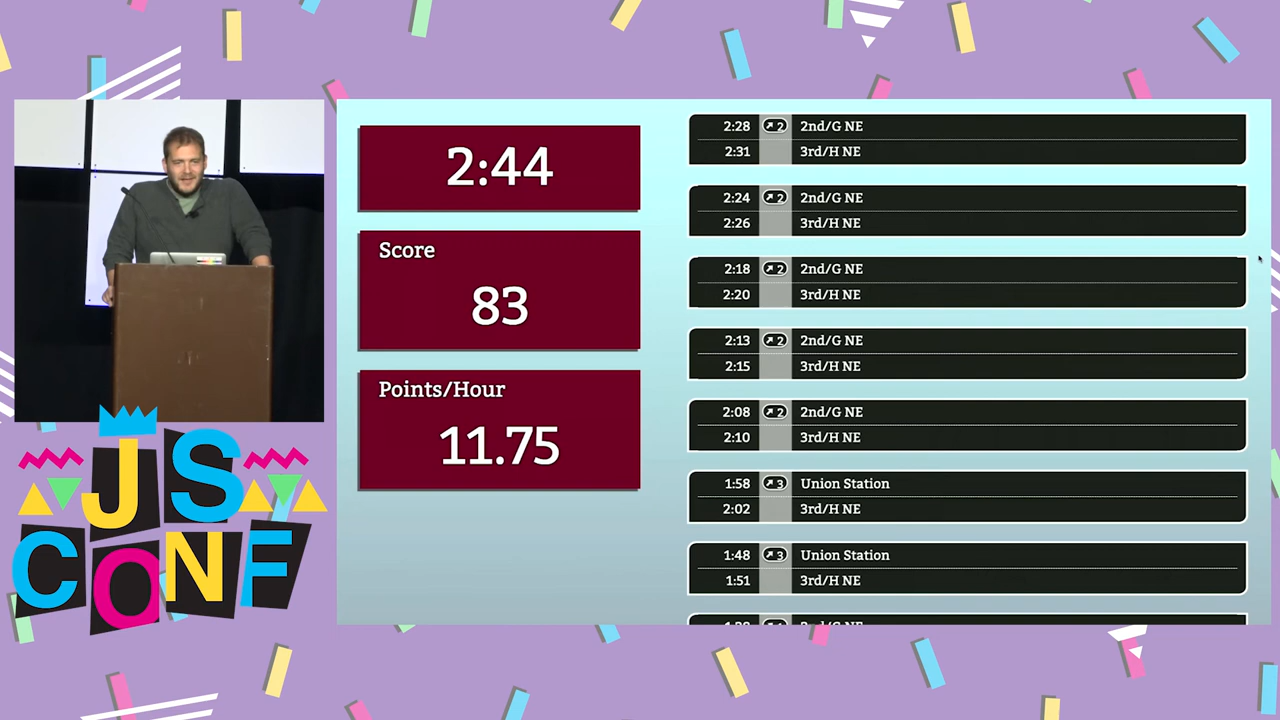 2:44
Score
83
Points/Hour
11.75
2:28 2 2nd/G NE
2:31 3rd/H NE
2:24 2 2nd/G NE
2:26 3rd/H NE
2:18 2 2nd/G NE
2:20 3rd/H NE
2:13 2 2nd/G NE
2:15 3rd/H NE
2:08 2 2nd/G NE
2:10 3rd/H NE
1:58 3 Union Station
2:02 3rd/H NE
1:48 3 Union Station
1:51 3rd/H NE
JS
CONF